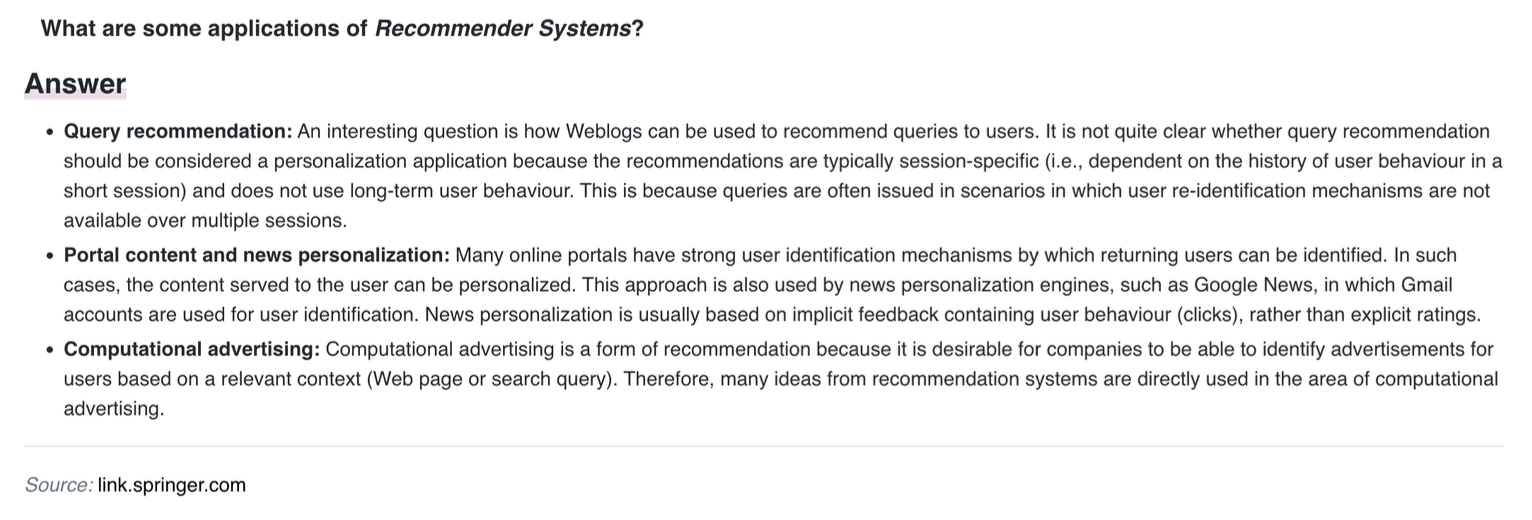 What are some applications of Recommender Systems?
Answer
• Query recommendation: An interesting question is how Weblogs can be used to recommend queries to users. It is not quite clear whether query recommendation
should be considered a personalization application because the recommendations are typically session-specific (i.e., dependent on the history of user behaviour in a
short session) and does not use long-term user behaviour. This is because queries are often issued in scenarios in which user re-identification mechanisms are not
available over multiple sessions.
• Portal content and news personalization: Many online portals have strong user identification mechanisms by which returning users can be identified. In such
cases, the content served to the user can be personalized. This approach is also used by news personalization engines, such as Google News, in which Gmail
accounts are used for user identification. News personalization is usually based on implicit feedback containing user behaviour (clicks), rather than explicit ratings.
• Computational advertising: Computational advertising is a form of recommendation because it is desirable for companies to be able to identify advertisements for
users based on a relevant context (Web page or search query). Therefore, many ideas from recommendation systems are directly used in the area of computational
advertising.
Source: link.springer.com